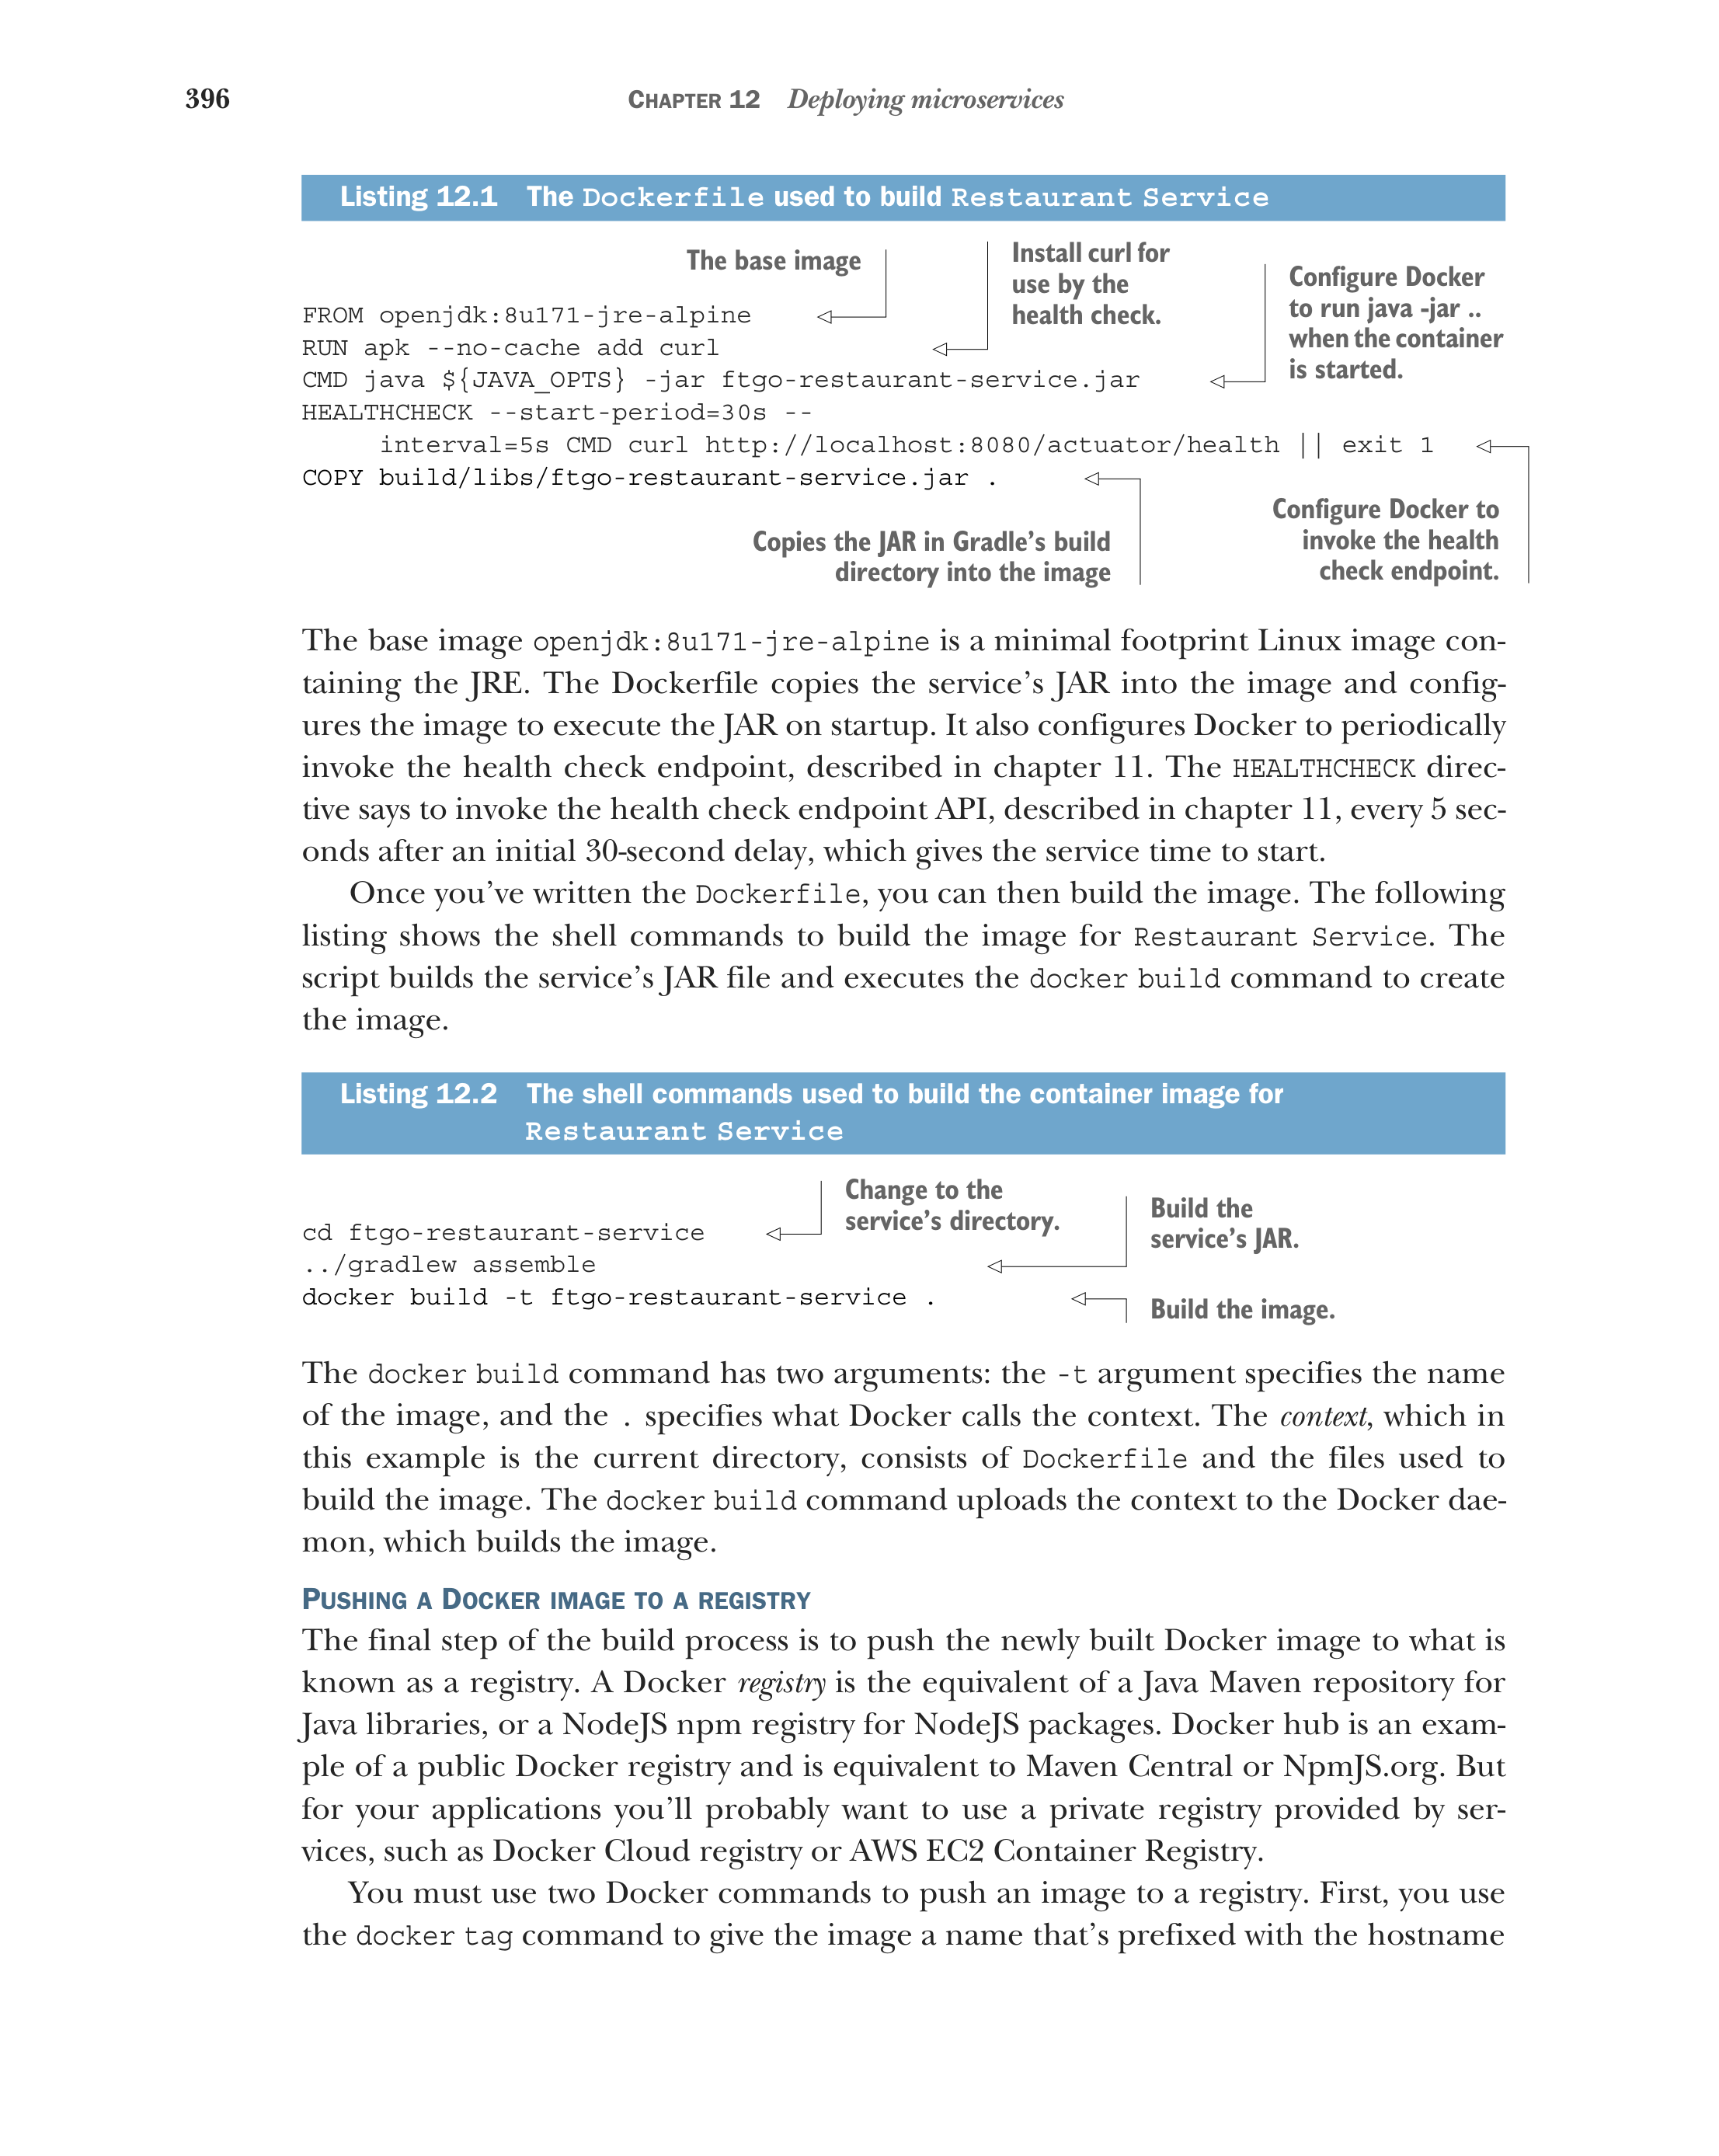 396
CHAPTER 12 Deploying microservices
Listing 12.1 The Dockerfile used to build Restaurant Service
The base image
Install curl for
use by the
health check.
Configure Docker
to run java -jar ..
when the container
is started.
FROM openjdk:8u171-jre-alpine
RUN apk --no-cache add curl
CMD java ${JAVA_OPTS} -jar ftgo-restaurant-service.jar
HEALTHCHECK --start-period=30s --
interval=5s CMD curl http://localhost:8080/actuator/health || exit 1
COPY build/libs/ftgo-restaurant-service.jar .
Copies the JAR in Gradle’s build
directory into the image
Configure Docker to
invoke the health
check endpoint.
The base image openjdk:8u171-jre-alpine is a minimal footprint Linux image con-
taining the JRE. The Dockerfile copies the service’s JAR into the image and config-
ures the image to execute the JAR on startup. It also configures Docker to periodically
invoke the health check endpoint, described in chapter 11. The HEALTHCHECK direc-
tive says to invoke the health check endpoint API, described in chapter 11, every 5 sec-
onds after an initial 30-second delay, which gives the service time to start.
Once you’ve written the Dockerfile, you can then build the image. The following
listing shows the shell commands to build the image for Restaurant Service. The
script builds the service’s JAR file and executes the docker build command to create
the image.
Listing 12.2 The shell commands used to build the container image for
Restaurant Service
Change to the
service’s directory.
Build the
service’s JAR.
cd ftgo-restaurant-service
../gradlew assemble
docker build -t ftgo-restaurant-service .
Build the image.
The docker build command has two arguments: the -t argument specifies the name
of the image, and the . specifies what Docker calls the context. The context, which in
this example is the current directory, consists of Dockerfile and the files used to
build the image. The docker build command uploads the context to the Docker dae-
mon, which builds the image.
PUSHING A DOCKER IMAGE TO A REGISTRY
The final step of the build process is to push the newly built Docker image to what is
known as a registry. A Docker registry is the equivalent of a Java Maven repository for
Java libraries, or a NodeJS npm registry for NodeJS packages. Docker hub is an exam-
ple of a public Docker registry and is equivalent to Maven Central or NpmJS.org. But
for your applications you’ll probably want to use a private registry provided by ser-
vices, such as Docker Cloud registry or AWS EC2 Container Registry.
You must use two Docker commands to push an image to a registry. First, you use
the docker tag command to give the image a name that’s prefixed with the hostname